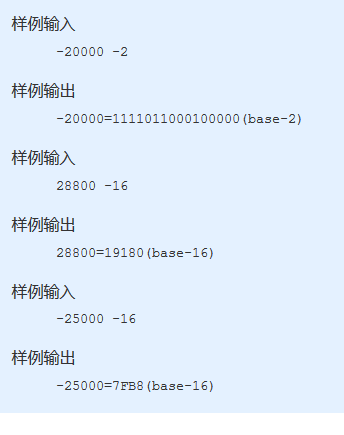 样例输入
-20000 -2
样例输出
-20000=1111011000100000(base-2)
样例输入
28800 -16
样例输出
28800=19180(base-16)
样例输入
-25000 -16
样例输出
-25000=7FB8(base-16)